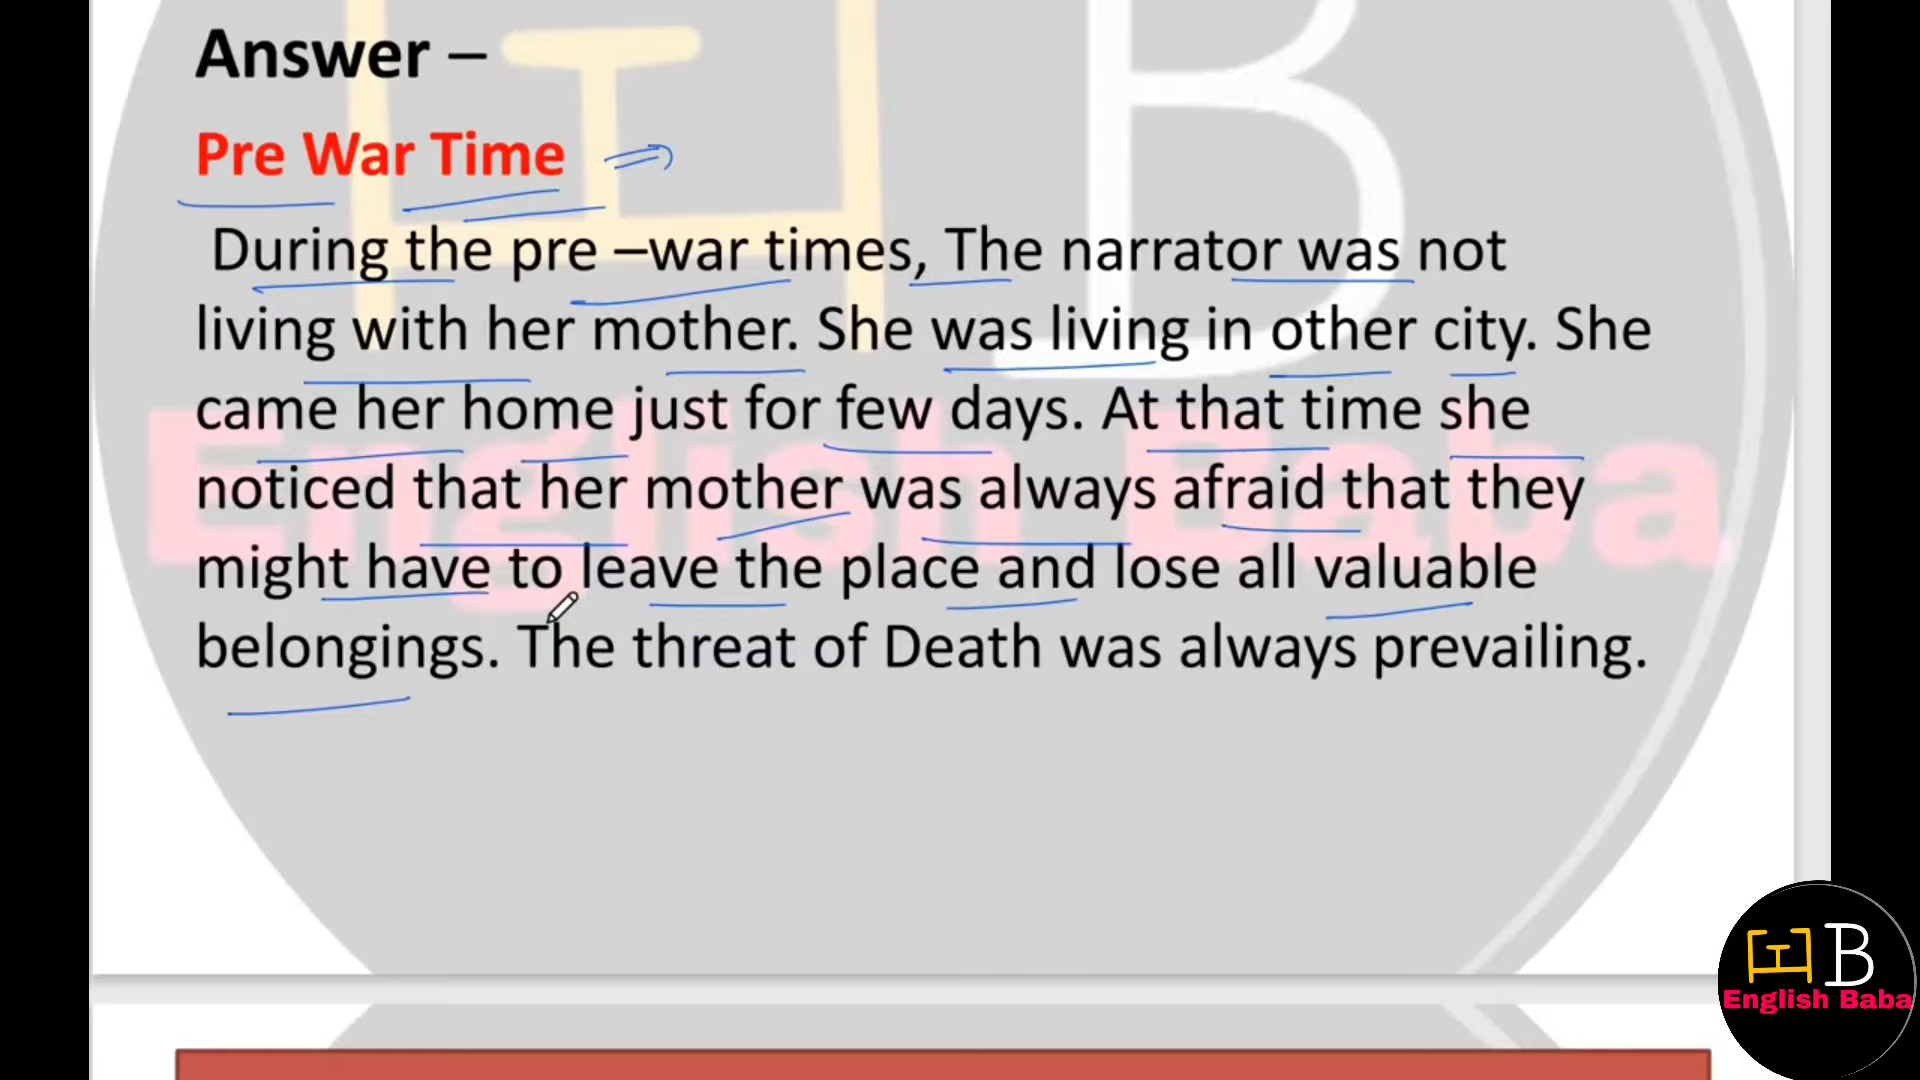 Answer –
Pre War Time
During the pre –war times, The narrator was not
living with her mother. She was living in other city. She
came her home just for few days. At that time she
noticed that her mother was always afraid that they
might have to leave the place and lose all valuable
belongings. The threat of Death was always prevailing.
English Baba
B
English Baba